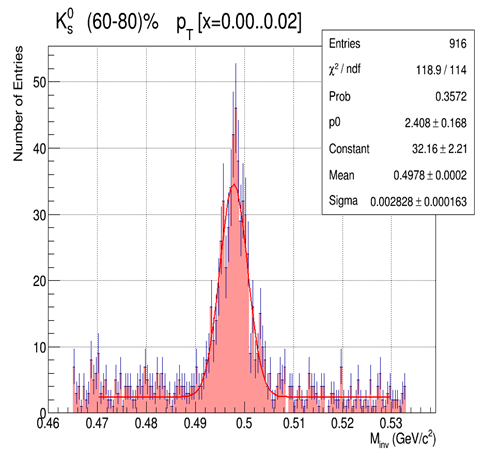 K⁰ₛ (60-80)% p_T [x=0.00..0.02]
Entries 916
χ² / ndf 118.9 / 114
Prob 0.3572
p0 2.408 ± 0.168
Constant 32.16 ± 2.21
Mean 0.4978 ± 0.0002
Sigma 0.002828 ± 0.000163
Number of Entries
50
40
30
20
10
0
0.46 0.47 0.48 0.49 0.5 0.51 0.52 0.53
M_inv (GeV/c²)